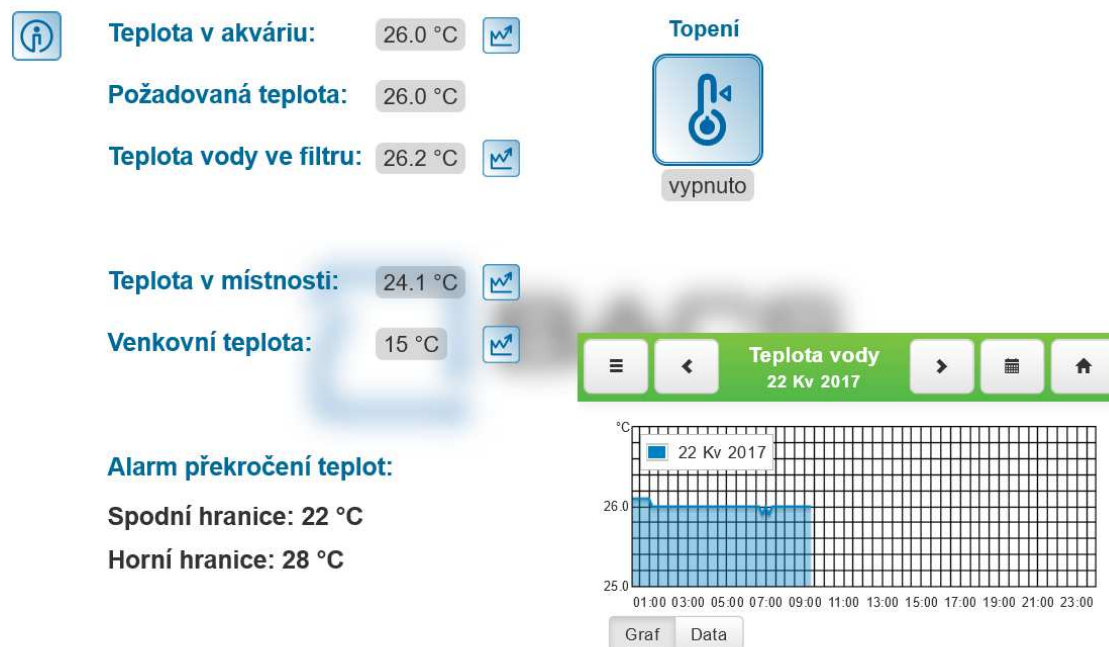 Teplota v akváriu: 26.0 °C
Topení
Požadovaná teplota: 26.0 °C
Teplota vody ve filtru: 26.2 °C
vypnuto
Teplota v místnosti: 24.1 °C
Venkovní teplota: 15 °C
Alarm překročení teplot:
Spodní hranice: 22 °C
Horní hranice: 28 °C
Teplota vody
22 Kv 2017
°C
22 Kv 2017
26.0
25.0
01:00 03:00 05:00 07:00 09:00 11:00 13:00 15:00 17:00 19:00 21:00 23:00
Graf Data